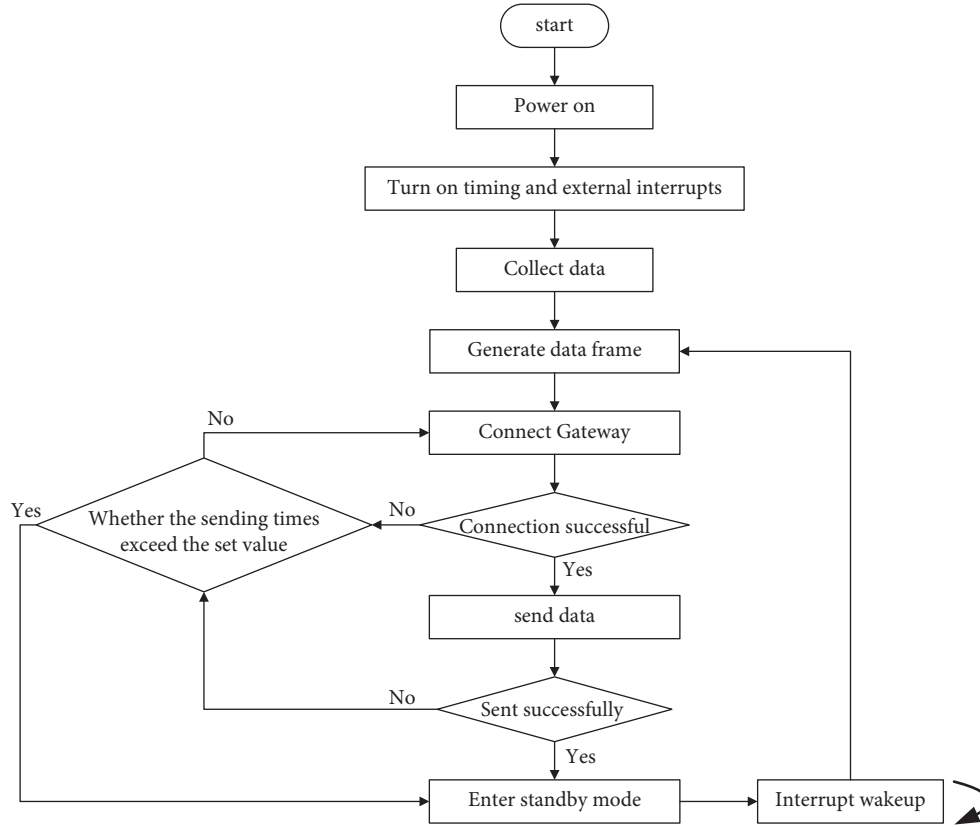 start
Power on
Turn on timing and external interrupts
Collect data
Generate data frame
No
Connect Gateway
Yes
Whether the sending times
exceed the set value
No
Connection successful
Yes
send data
No
Sent successfully
Yes
Enter standby mode
Interrupt wakeup